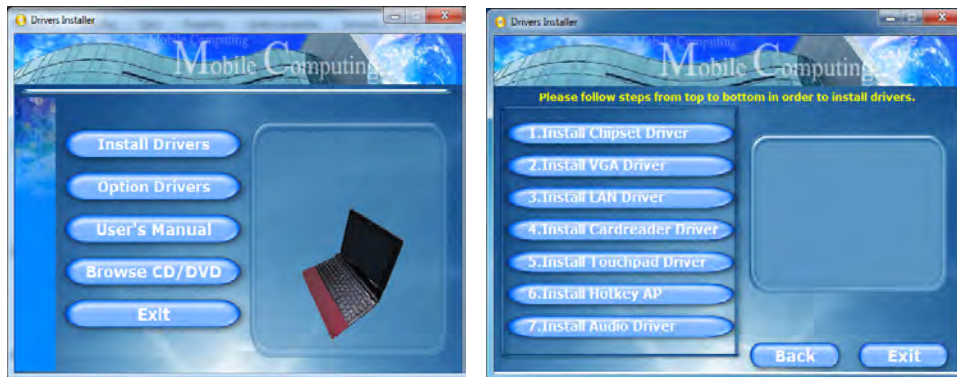 Drivers Installer
Mobile Computing
Install Drivers
Option Drivers
User's Manual
Browse CD/DVD
Exit
Drivers Installer
Mobile Computing
Mobile Computing
Please follow steps from top to bottom in order to install drivers.
1.Install Chipset Driver
2.Install VGA Driver
3.Install LAN Driver
4.Install Cardreader Driver
5.Install Touchpad Driver
6.Install Hotkey AP
7.Install Audio Driver
Back
Exit